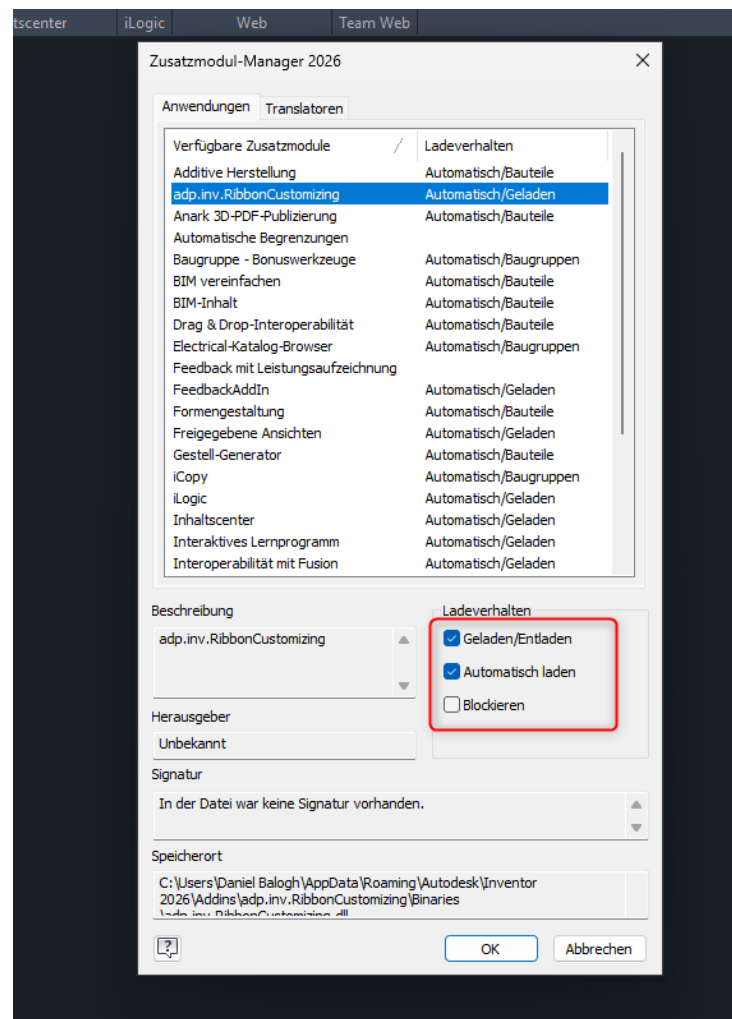 tscenter iLogic Web Team Web
Zusatzmodul-Manager 2026
Anwendungen Translatoren
Verfügbare Zusatzmodule / Ladeverhalten
Additive Herstellung Automatisch/Bauteile
adp.inv.RibbonCustomizing Automatisch/Geladen
Anark 3D-PDF-Publizierung Automatisch/Bauteile
Automatische Begrenzungen
Baugruppe - Bonuswerkzeuge Automatisch/Baugruppen
BIM vereinfachen Automatisch/Bauteile
BIM-Inhalt Automatisch/Bauteile
Drag & Drop-Interoperabilität Automatisch/Bauteile
Electrical-Katalog-Browser Automatisch/Baugruppen
Feedback mit Leistungsaufzeichnung
FeedbackAddIn Automatisch/Geladen
Formengestaltung Automatisch/Bauteile
Freigegebene Ansichten Automatisch/Geladen
Gestell-Generator Automatisch/Bauteile
iCopy Automatisch/Baugruppen
iLogic Automatisch/Geladen
Inhaltscenter Automatisch/Geladen
Interaktives Lernprogramm Automatisch/Geladen
Interoperabilität mit Fusion Automatisch/Geladen
Beschreibung
adp.inv.RibbonCustomizing
Ladeverhalten
Geladen/Entladen
Automatisch laden
Blockieren
Herausgeber
Unbekannt
Signatur
In der Datei war keine Signatur vorhanden.
Speicherort
C:\Users\Daniel Balogh\AppData\Roaming\Autodesk\Inventor
2026\Addins\adp.inv.RibbonCustomizing\Binaries
\adp.inv.RibbonCustomizing.dll
?
OK Abbrechen